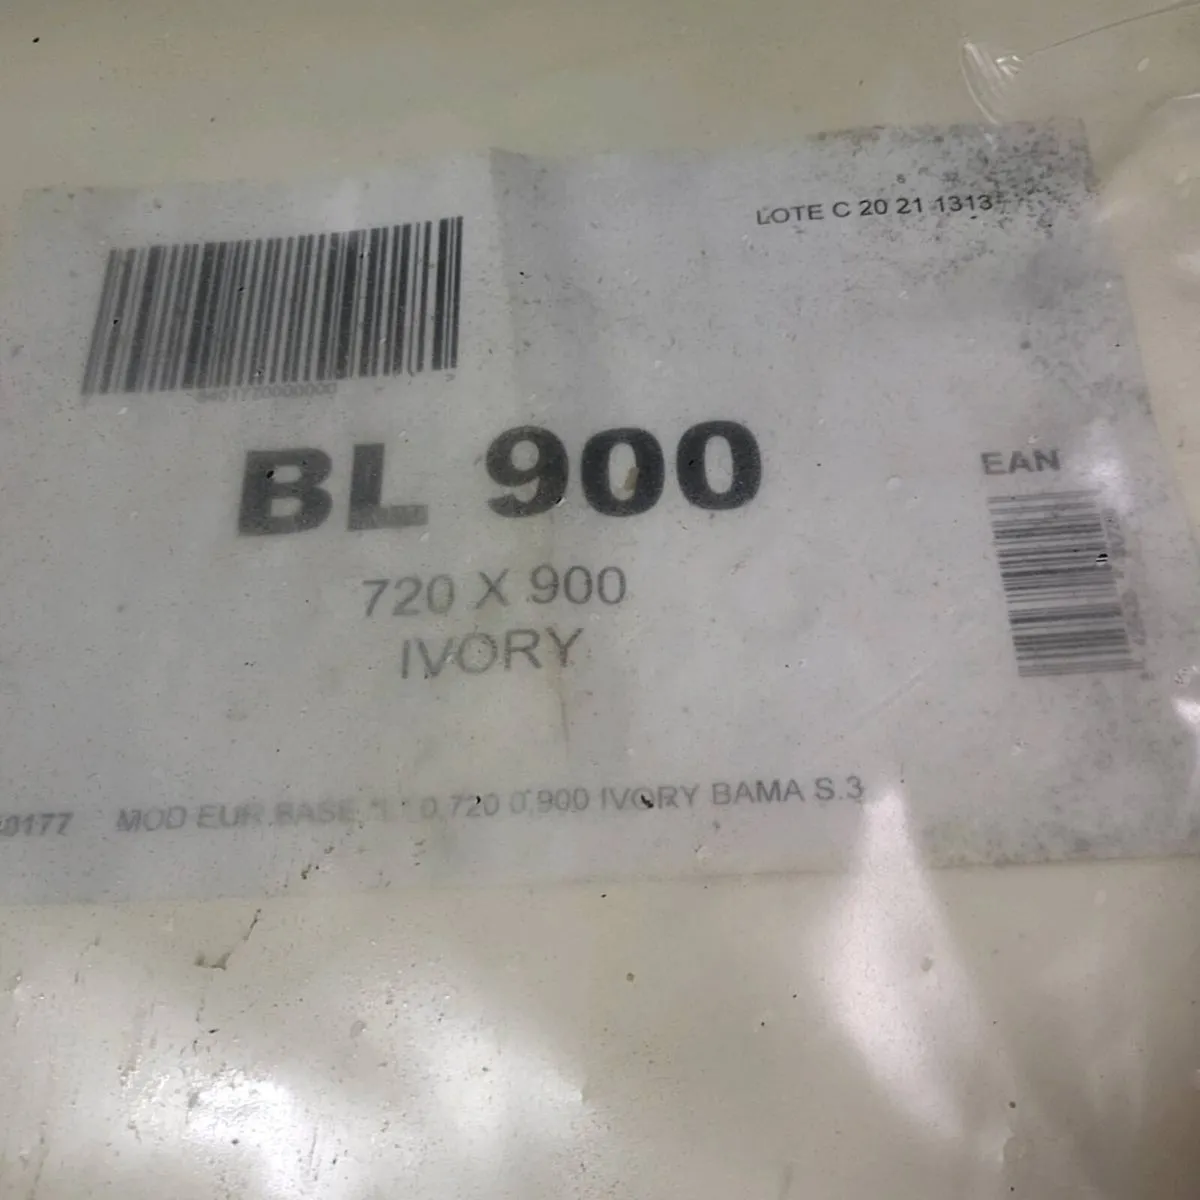 LOTE C 20 21 1313
BL 900
EAN
720 X 900
IVORY
0177 MOD EUR.BASE 0,720 0,900 IVORY BAMA S.3